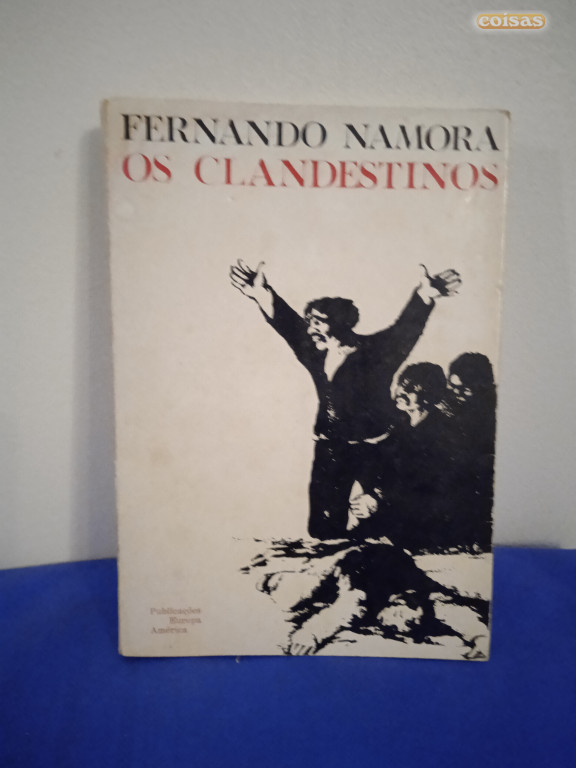 coisas
FERNANDO NAMORA
OS CLANDESTINOS
Publicações
Europa
América